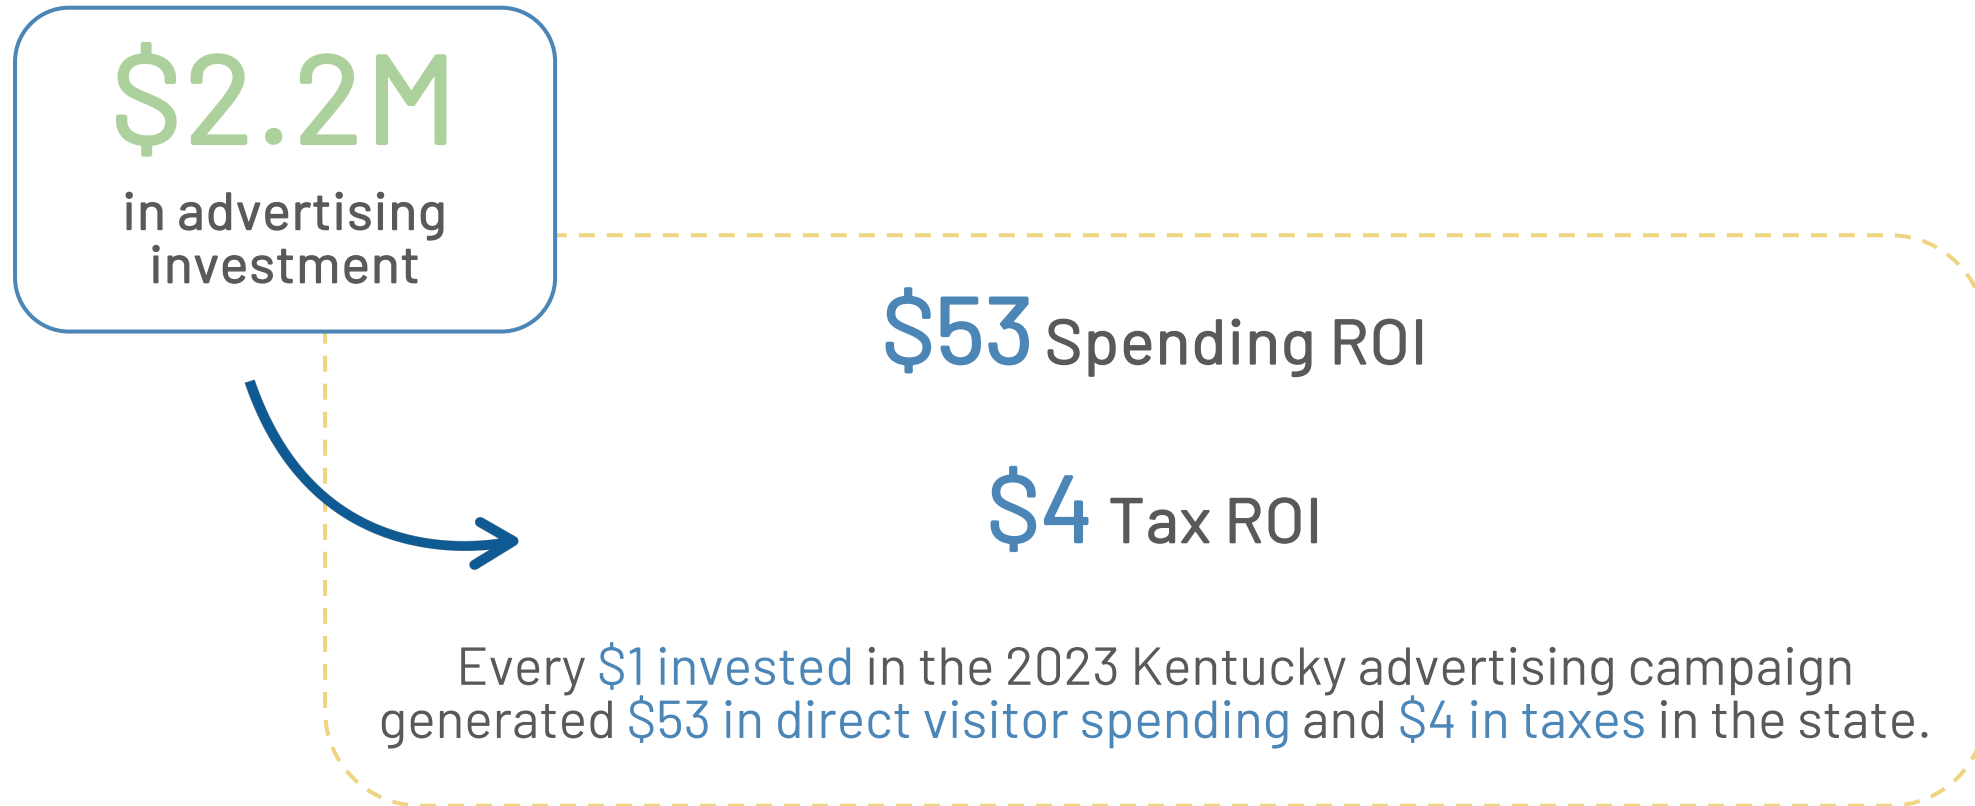 $2.2M
in advertising
investment
$53 Spending ROI
$4 Tax ROI
Every $1 invested in the 2023 Kentucky advertising campaign
generated $53 in direct visitor spending and $4 in taxes in the state.